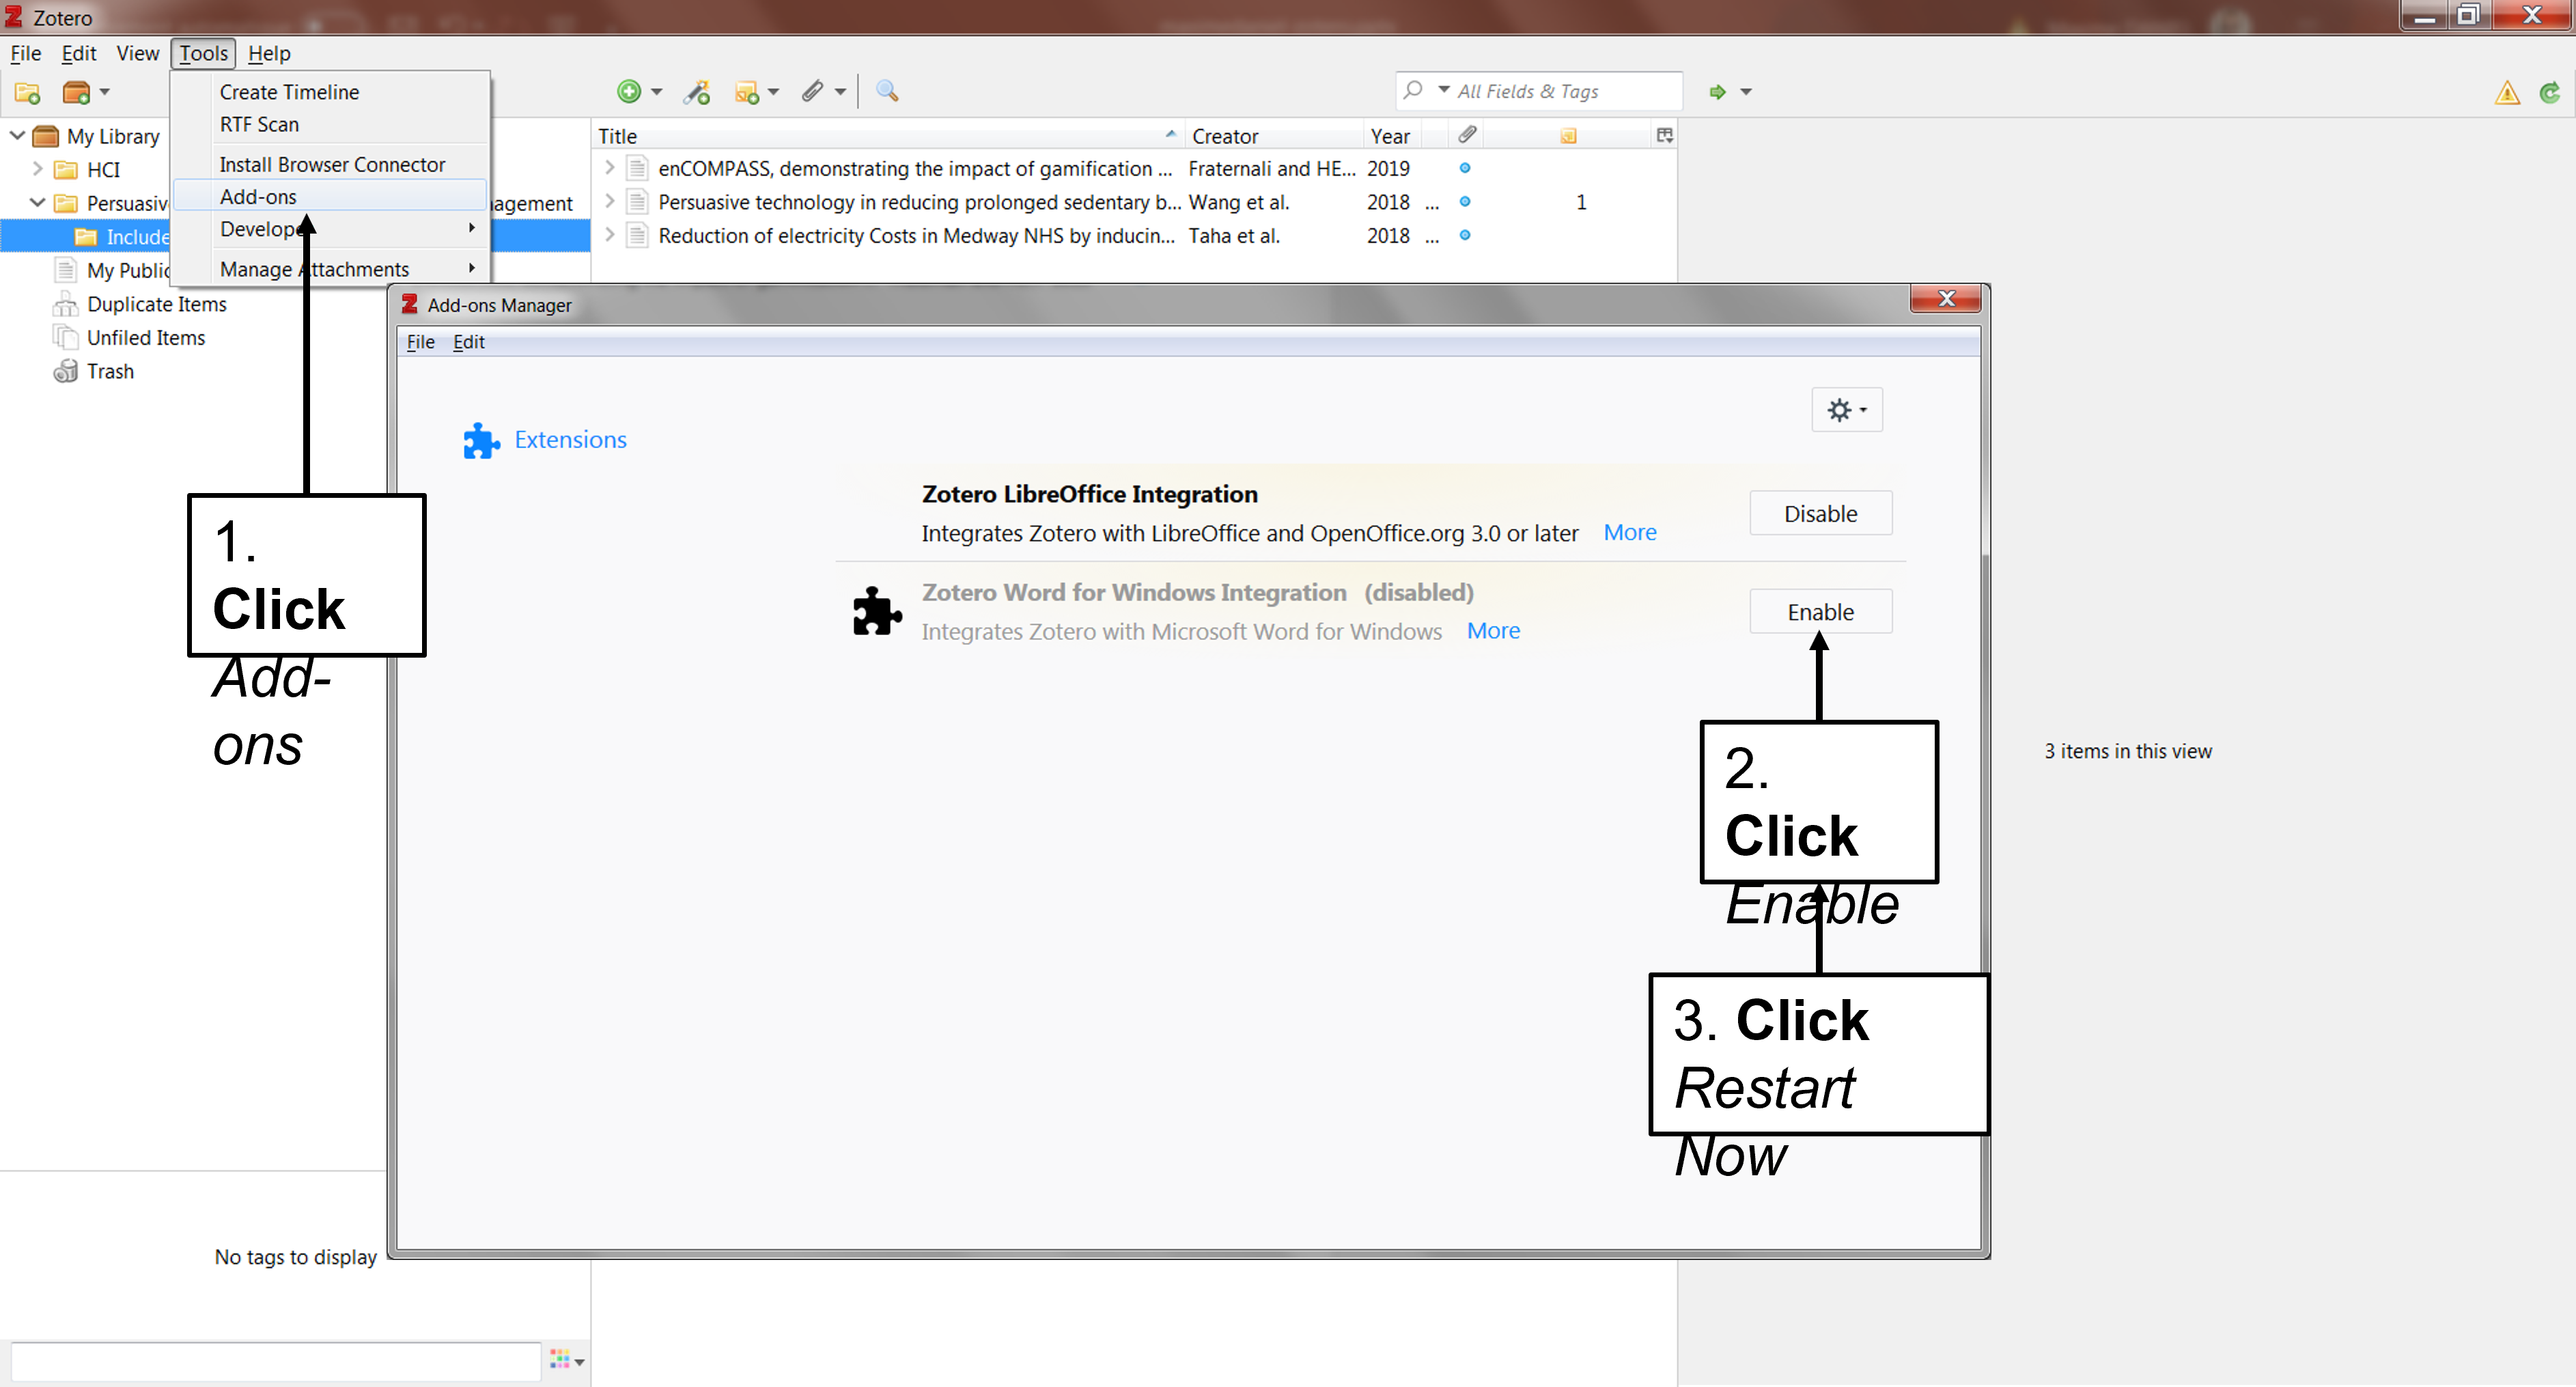 Zotero
File Edit View Tools Help
Create Timeline
RTF Scan
Install Browser Connector
Add-ons
Develope
Manage Attachments
All Fields & Tags
My Library
HCI
Persuasiv
agement
Include
My Public
Duplicate Items
Unfiled Items
Trash
Title Creator Year
enCOMPASS, demonstrating the impact of gamification ... Fraternali and HE... 2019
Persuasive technology in reducing prolonged sedentary b... Wang et al. 2018 ... 1
Reduction of electricity Costs in Medway NHS by inducin... Taha et al. 2018 ...
Add-ons Manager
File Edit
Extensions
Zotero LibreOffice Integration
Integrates Zotero with LibreOffice and OpenOffice.org 3.0 or later More
Disable
Zotero Word for Windows Integration (disabled)
Integrates Zotero with Microsoft Word for Windows More
Enable
1.
Click
Add-
ons
2.
Click
Enable
3. Click
Restart
Now
3 items in this view
No tags to display